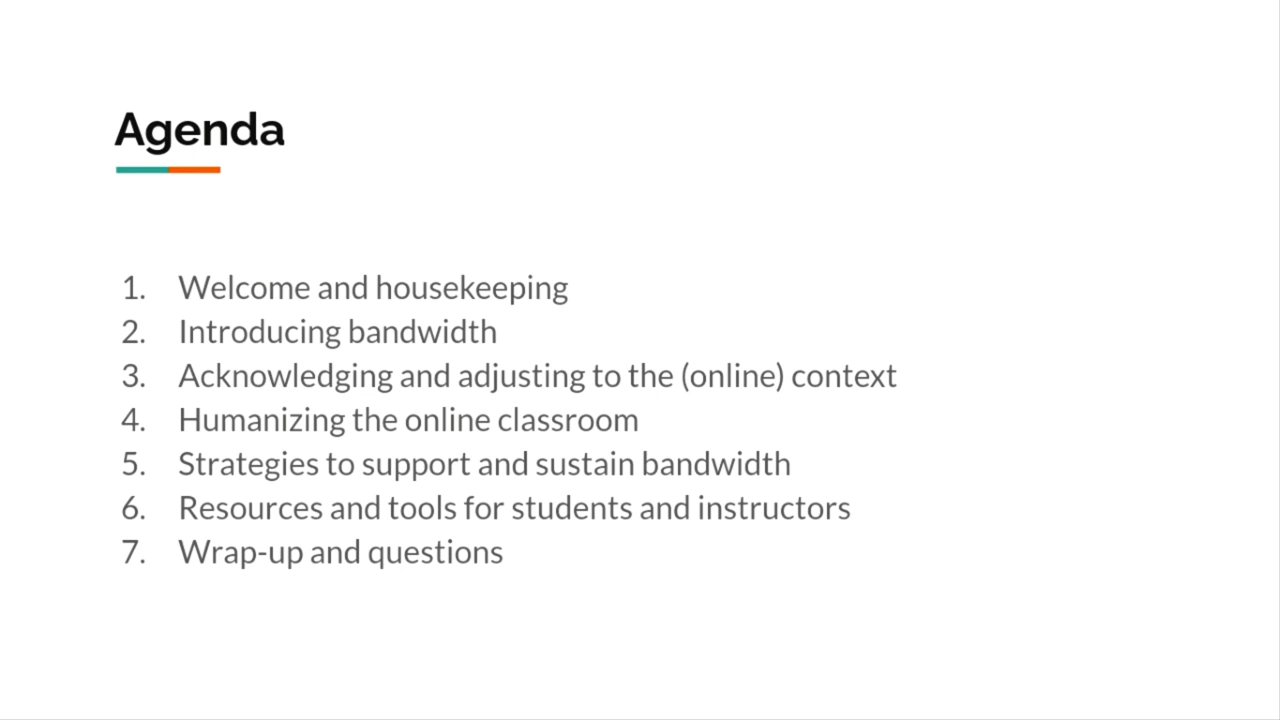 Agenda
1. Welcome and housekeeping
2. Introducing bandwidth
3. Acknowledging and adjusting to the (online) context
4. Humanizing the online classroom
5. Strategies to support and sustain bandwidth
6. Resources and tools for students and instructors
7. Wrap-up and questions